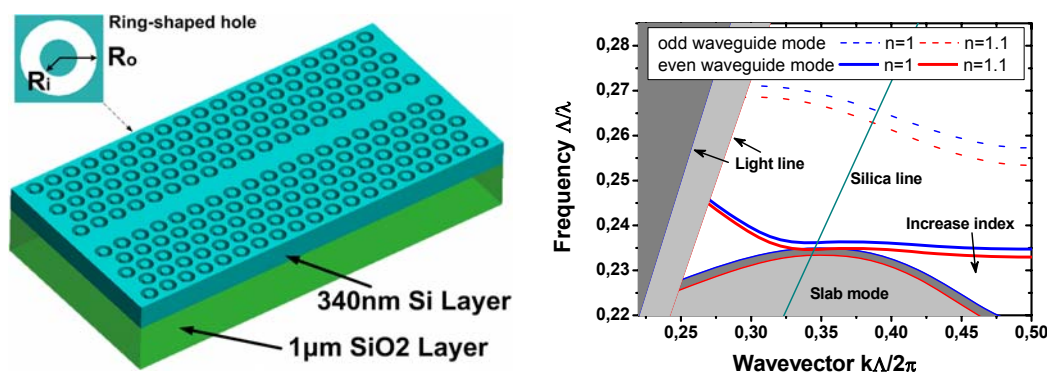 Ring-shaped hole
Ro
Ri
340nm Si Layer
1μm SiO2 Layer
odd waveguide mode n=1 n=1.1
even waveguide mode n=1 n=1.1
Light line
Silica line
Increase index
Slab mode
0,28
0,27
0,26
0,25
0,24
0,23
0,22
Frequency Λ/λ
0,25 0,30 0,35 0,40 0,45 0,50
Wavevector kΛ/2π